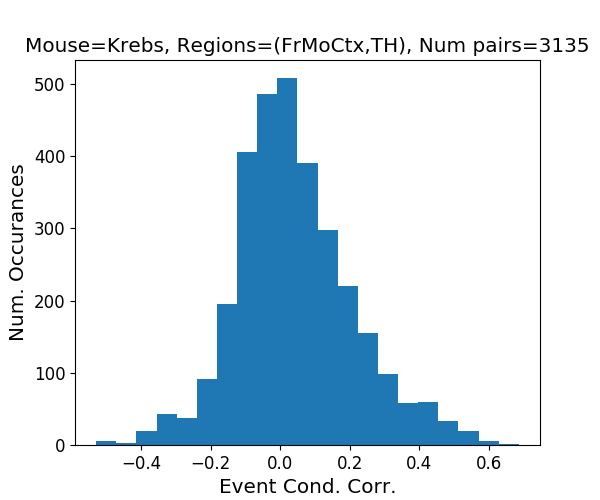 Mouse=Krebs, Regions=(FrMoCtx,TH), Num pairs=3135
500
400
300
200
100
0
Num. Occurances
−0.4 −0.2 0.0 0.2 0.4 0.6
Event Cond. Corr.